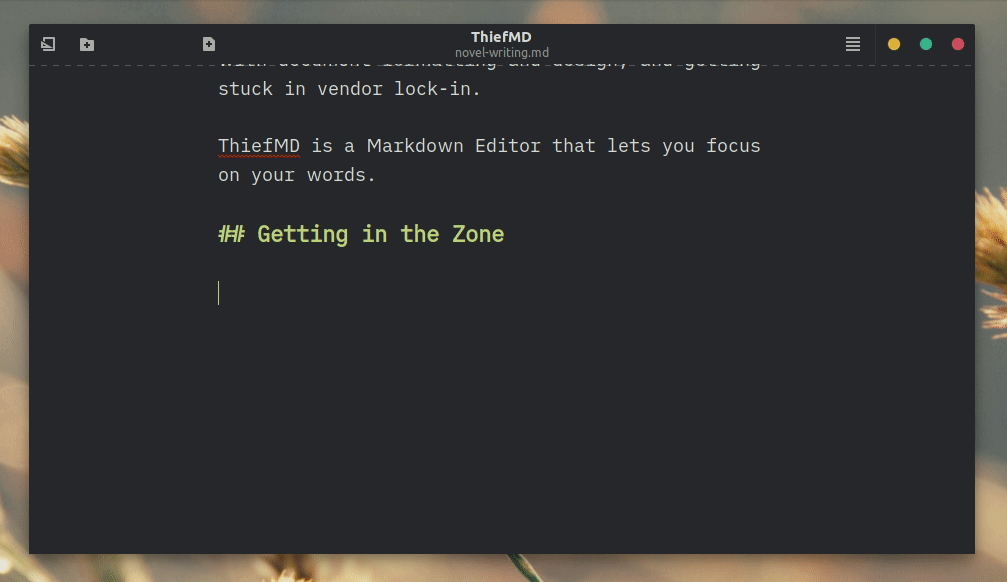 ThiefMD
novel-writing.md
with document formatting and design, and getting
stuck in vendor lock-in.
ThiefMD is a Markdown Editor that lets you focus
on your words.
## Getting in the Zone